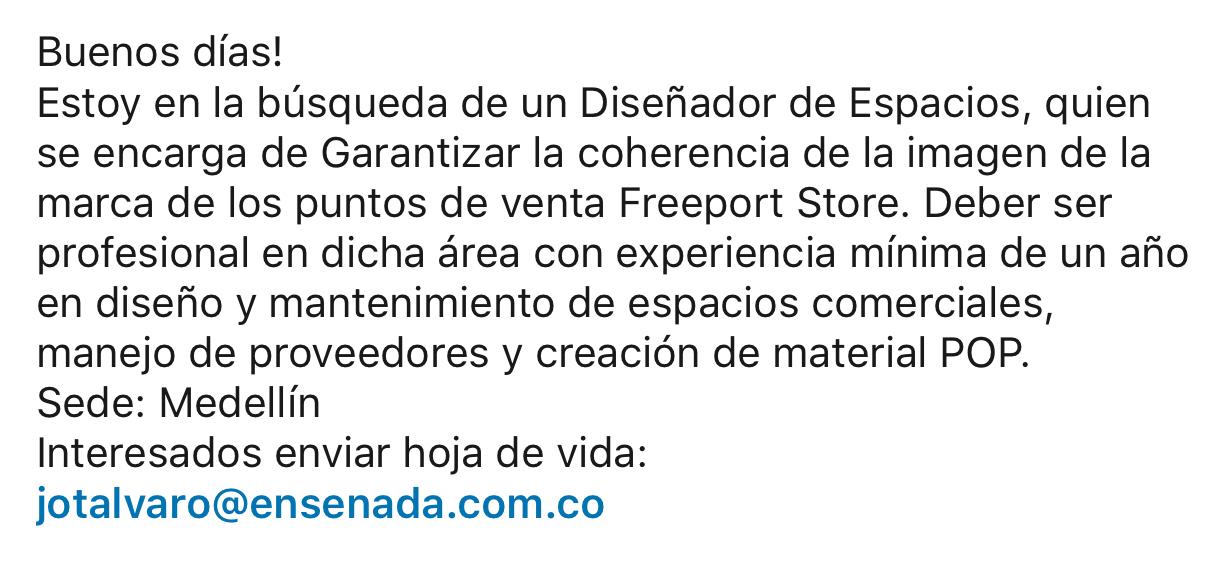 Buenos días!
Estoy en la búsqueda de un Diseñador de Espacios, quien
se encarga de Garantizar la coherencia de la imagen de la
marca de los puntos de venta Freeport Store. Deber ser
profesional en dicha área con experiencia mínima de un año
en diseño y mantenimiento de espacios comerciales,
manejo de proveedores y creación de material POP.
Sede: Medellín
Interesados enviar hoja de vida:
jotalvaro@ensenada.com.co